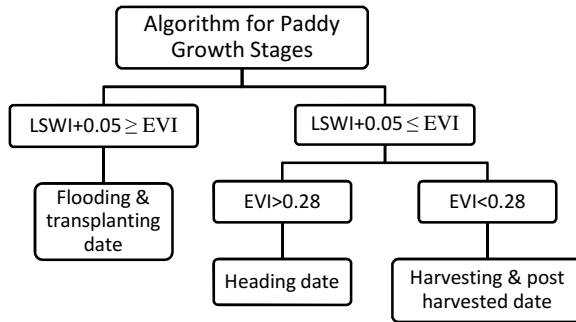 Algorithm for Paddy
Growth Stages
LSWI+0.05 ≥ EVI
LSWI+0.05 ≤ EVI
Flooding &
transplanting
date
EVI>0.28
EVI<0.28
Heading date
Harvesting & post
harvested date